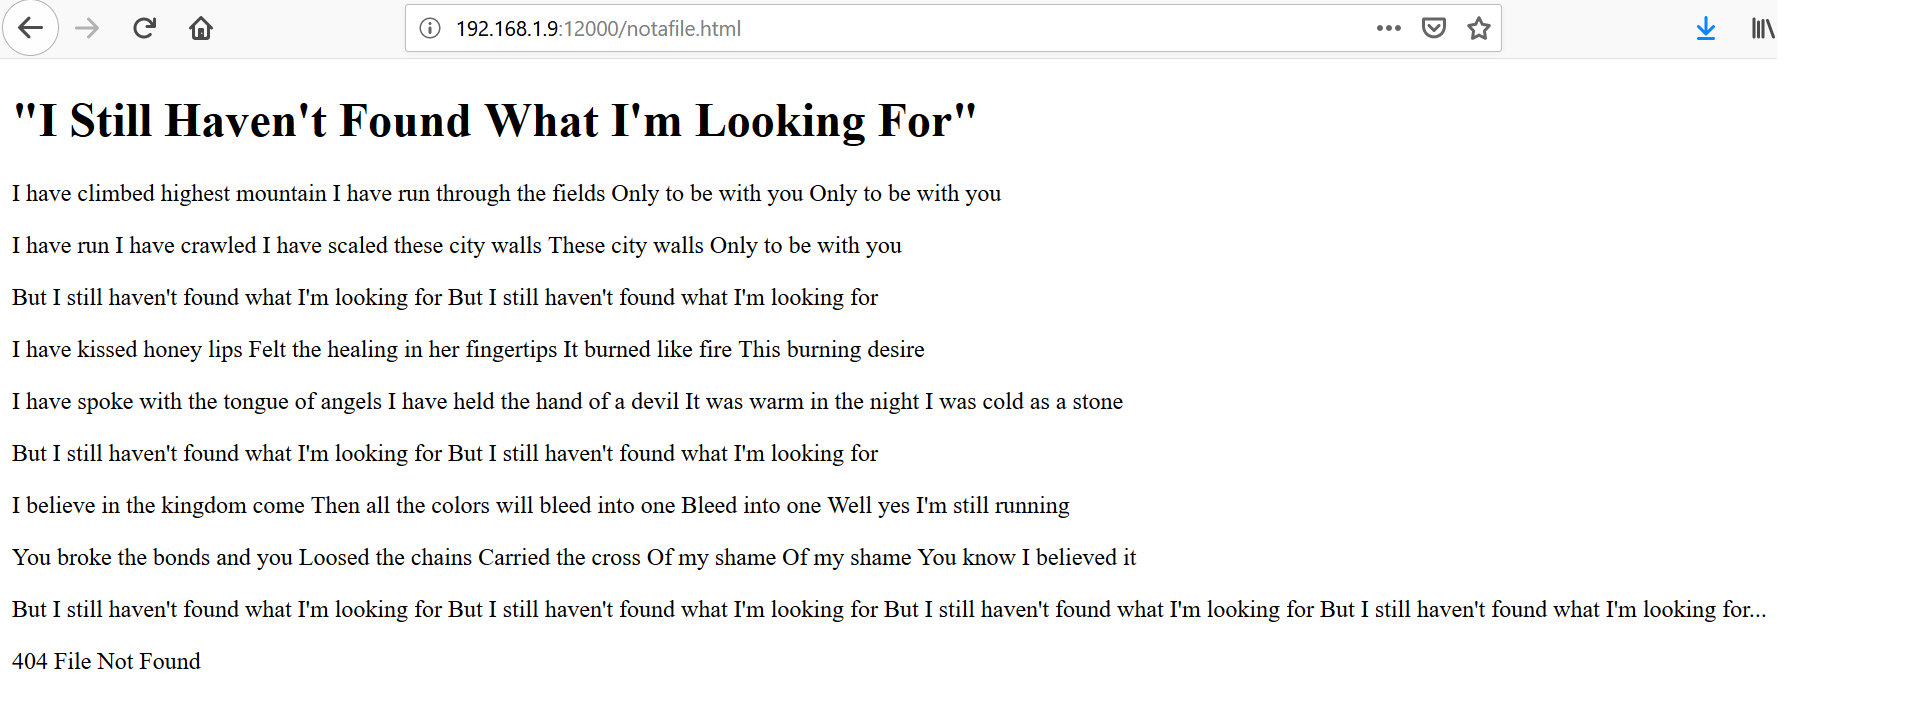 192.168.1.9:12000/notafile.html
"I Still Haven't Found What I'm Looking For"
I have climbed highest mountain I have run through the fields Only to be with you Only to be with you
I have run I have crawled I have scaled these city walls These city walls Only to be with you
But I still haven't found what I'm looking for But I still haven't found what I'm looking for
I have kissed honey lips Felt the healing in her fingertips It burned like fire This burning desire
I have spoke with the tongue of angels I have held the hand of a devil It was warm in the night I was cold as a stone
But I still haven't found what I'm looking for But I still haven't found what I'm looking for
I believe in the kingdom come Then all the colors will bleed into one Bleed into one Well yes I'm still running
You broke the bonds and you Loosed the chains Carried the cross Of my shame Of my shame You know I believed it
But I still haven't found what I'm looking for But I still haven't found what I'm looking for But I still haven't found what I'm looking for But I still haven't found what I'm looking for...
404 File Not Found